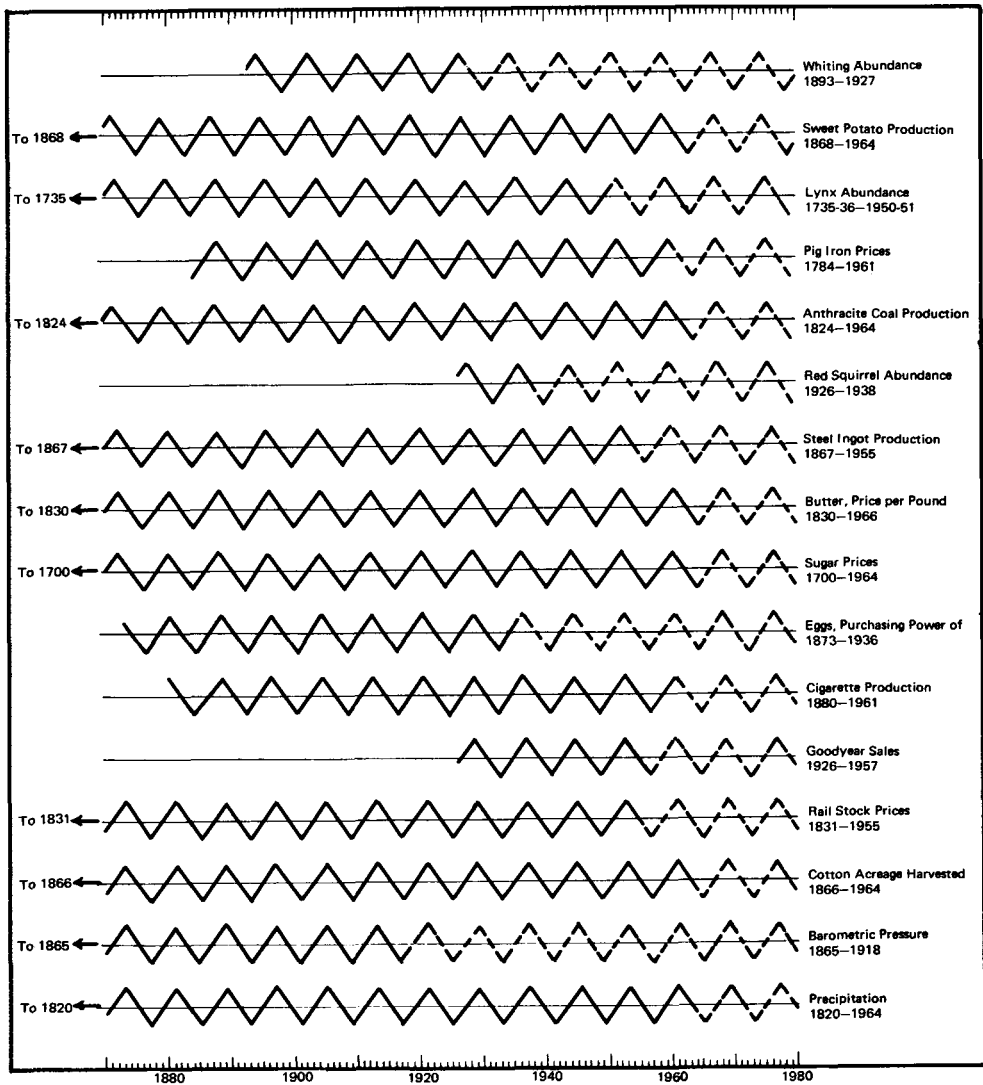 Whiting Abundance
1893—1927
To 1868
Sweet Potato Production
1868—1964
To 1735
Lynx Abundance
1735-36—1950-51
Pig Iron Prices
1784—1961
To 1824
Anthracite Coal Production
1824—1964
Red Squirrel Abundance
1926—1938
To 1867
Steel Ingot Production
1867—1955
To 1830
Butter, Price per Pound
1830—1966
To 1700
Sugar Prices
1700—1964
Eggs, Purchasing Power of
1873—1936
Cigarette Production
1880—1961
Goodyear Sales
1926—1957
To 1831
Rail Stock Prices
1831—1955
To 1866
Cotton Acreage Harvested
1866—1964
To 1865
Barometric Pressure
1865—1918
To 1820
Precipitation
1820—1964
1880 1900 1920 1940 1960 1980